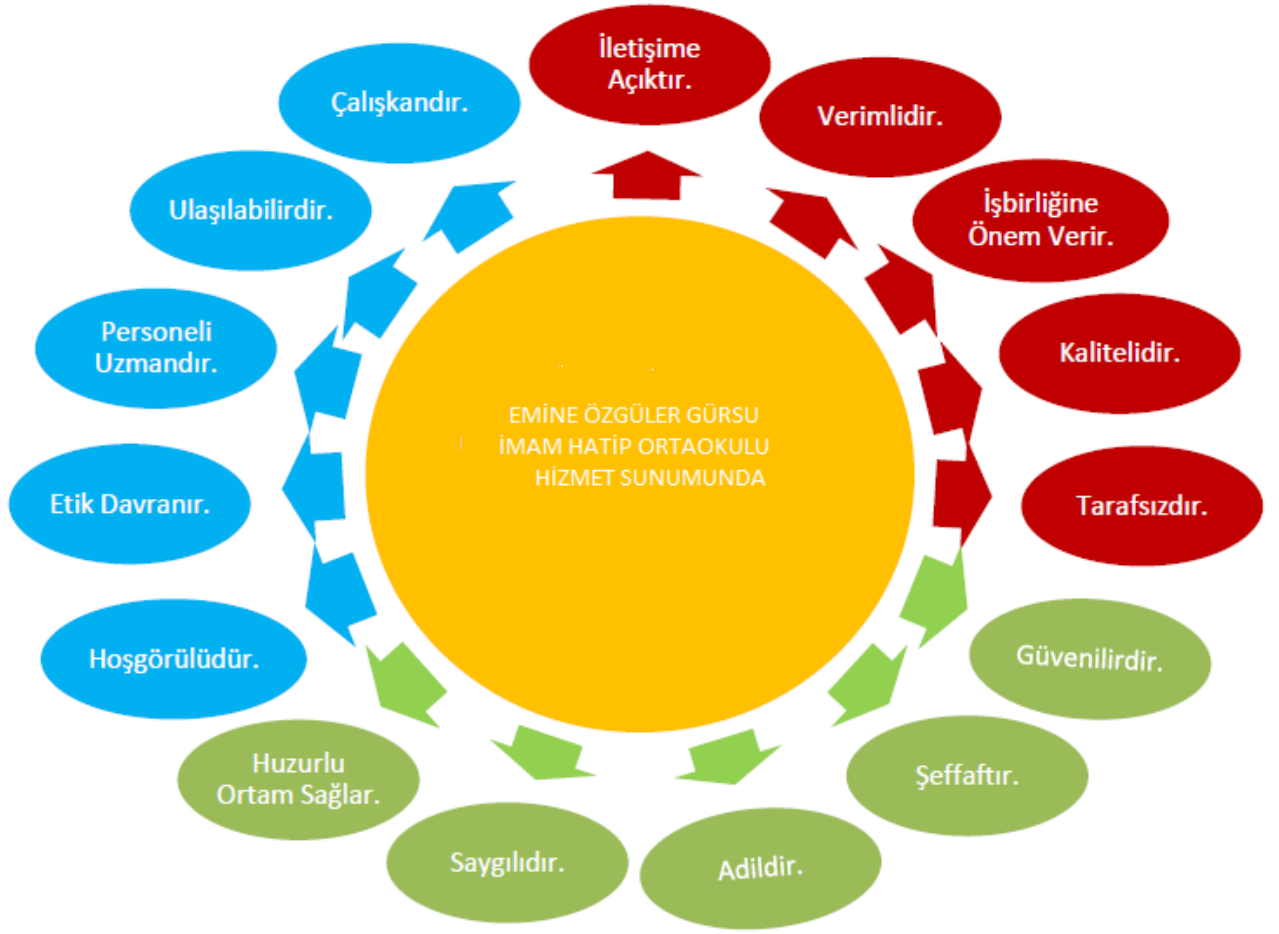 İletişime
Açıktır.
Verimlidir.
İşbirliğine
Önem Verir.
Kalitelidir.
Tarafsızdır.
Güvenilirdir.
Şeffaftır.
Adildir.
Saygılıdır.
Huzurlu
Ortam Sağlar.
Hoşgörülüdür.
Etik Davranır.
Personeli
Uzmandır.
Ulaşılabilirdir.
Çalışkandır.
EMİNE ÖZGÜLER GÜRSU
İMAM HATİP ORTAOKULU
HİZMET SUNUMUNDA